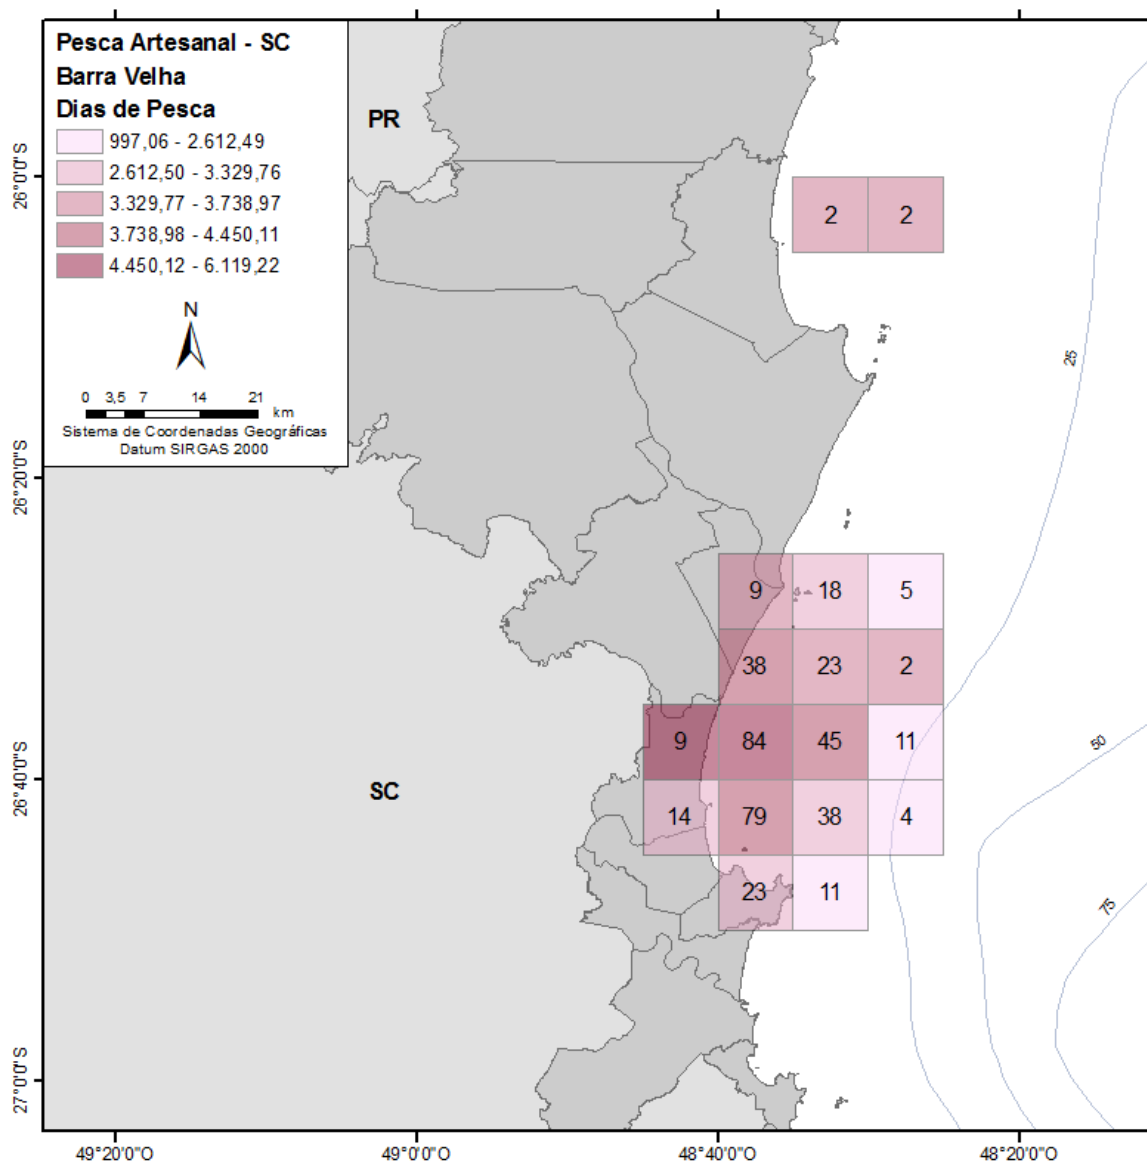 Pesca Artesanal - SC
Barra Velha
Dias de Pesca
997,06 - 2.612,49
2.612,50 - 3.329,76
3.329,77 - 3.738,97
3.738,98 - 4.450,11
4.450,12 - 6.119,22
N
0 3,5 7 14 21
km
Sistema de Coordenadas Geográficas
Datum SIRGAS 2000
PR
SC
26°0'0"S
26°20'0"S
26°40'0"S
27°0'0"S
2 2
9 18 5
38 23 2
9 84 45 11
14 79 38 4
23 11
25
50
75
49°20'0"O 49°0'0"O 48°40'0"O 48°20'0"O